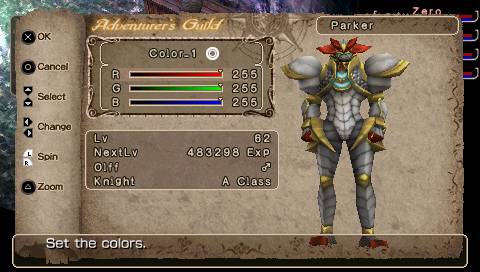 Adventurer's Guild
Parker
Zero
OK
Cancel
Select
Change
Spin
Zoom
Color_1
R 255
G 255
B 255
Lv 62
NextLv 483298 Exp
Olff ♂
Knight A Class
Set the colors.